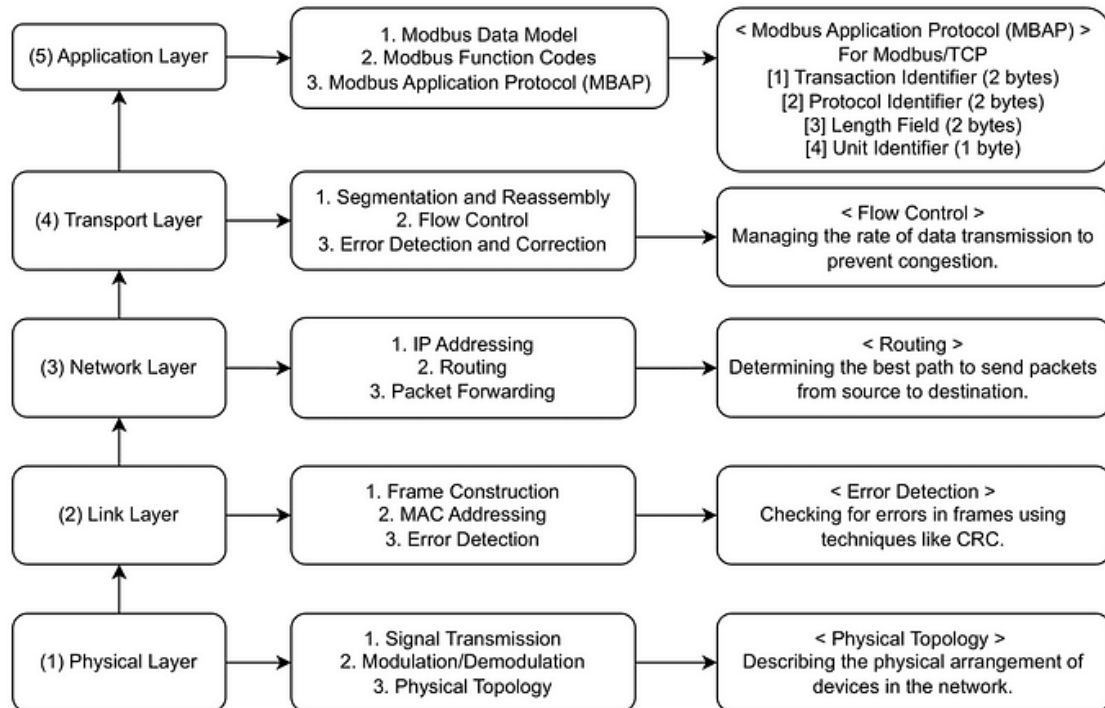 (5) Application Layer
1. Modbus Data Model
2. Modbus Function Codes
3. Modbus Application Protocol (MBAP)
< Modbus Application Protocol (MBAP) >
For Modbus/TCP
[1] Transaction Identifier (2 bytes)
[2] Protocol Identifier (2 bytes)
[3] Length Field (2 bytes)
[4] Unit Identifier (1 byte)
(4) Transport Layer
1. Segmentation and Reassembly
2. Flow Control
3. Error Detection and Correction
< Flow Control >
Managing the rate of data transmission to
prevent congestion.
(3) Network Layer
1. IP Addressing
2. Routing
3. Packet Forwarding
< Routing >
Determining the best path to send packets
from source to destination.
(2) Link Layer
1. Frame Construction
2. MAC Addressing
3. Error Detection
< Error Detection >
Checking for errors in frames using
techniques like CRC.
(1) Physical Layer
1. Signal Transmission
2. Modulation/Demodulation
3. Physical Topology
< Physical Topology >
Describing the physical arrangement of
devices in the network.